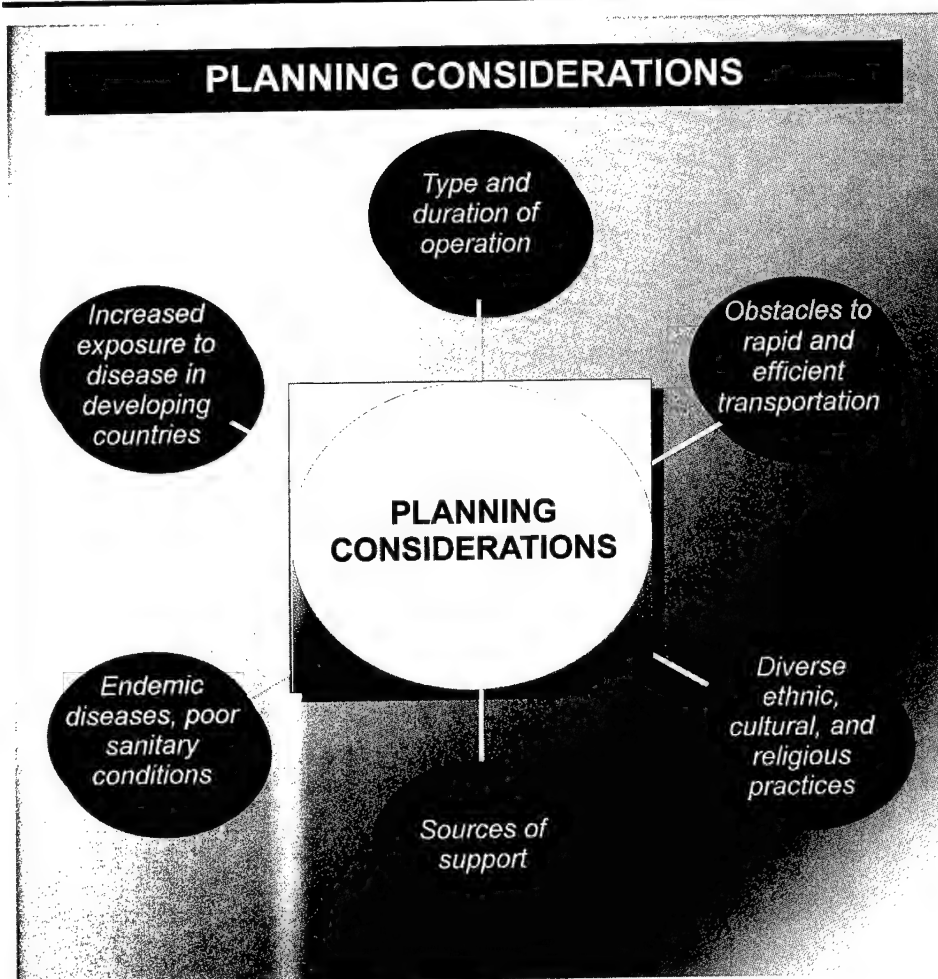 PLANNING CONSIDERATIONS
Type and
duration of
operation
Increased
exposure to
disease in
developing
countries
Obstacles to
rapid and
efficient
transportation
PLANNING
CONSIDERATIONS
Endemic
diseases, poor
sanitary
conditions
Diverse
ethnic,
cultural, and
religious
practices
Sources of
support